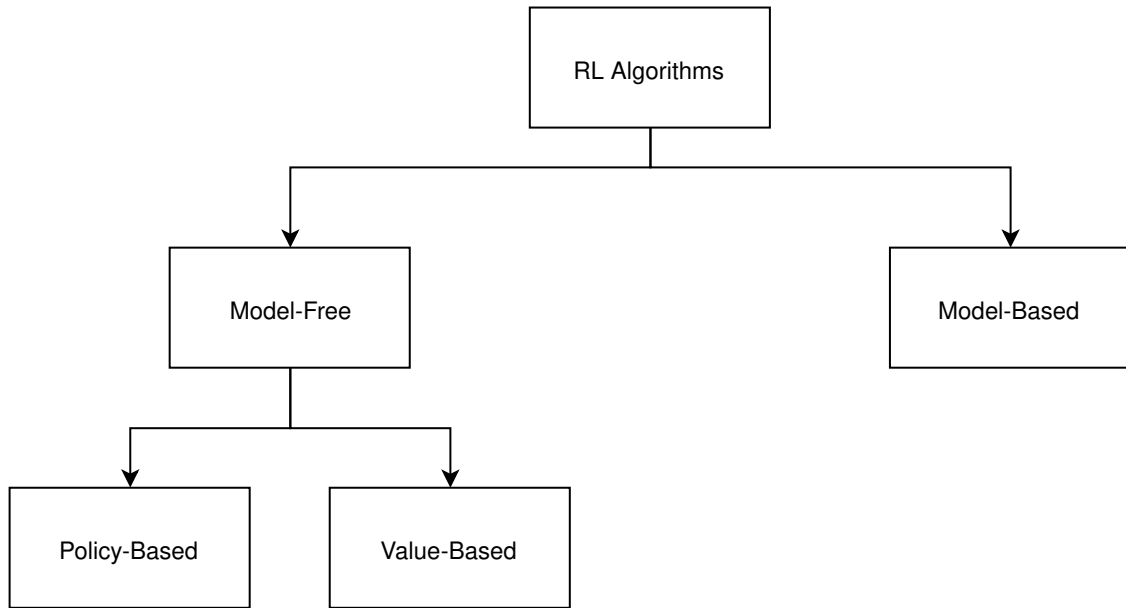 RL Algorithms
Model-Free
Model-Based
Policy-Based
Value-Based